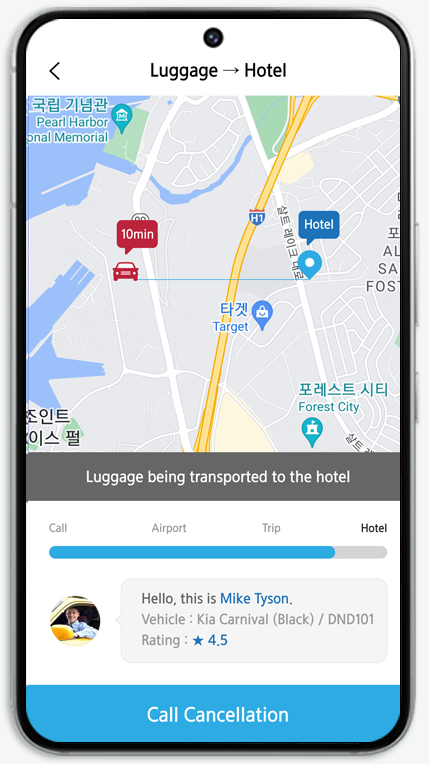 Luggage → Hotel
국립 기념관
Pearl Harbor
onal Memorial
H1
Hotel
10min
살트 레이크 대로
포
AL
SA
FOST
타겟
Target
포레스트 시티
Forest City
조인트
이스 펄
살트 레
Luggage being transported to the hotel
Call
Airport
Trip
Hotel
Hello, this is Mike Tyson.
Vehicle : Kia Carnival (Black) / DND101
Rating : ★ 4.5
Call Cancellation